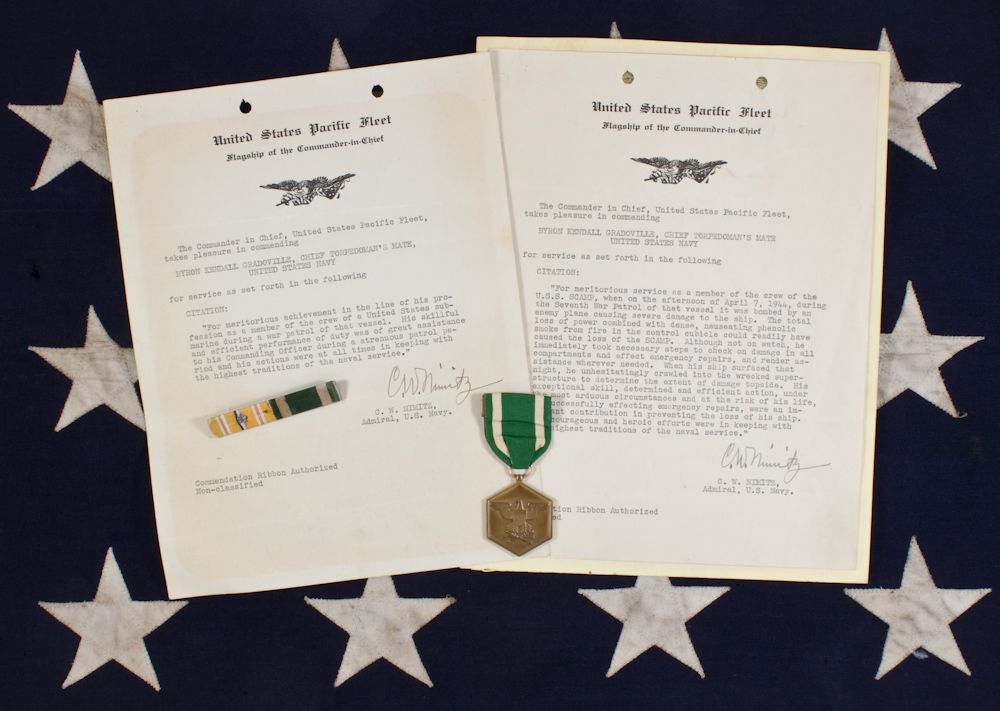 United States Pacific Fleet
Flagship of the Commander-in-Chief
The Commander in Chief, United States Pacific Fleet,
takes pleasure in commending
BYRON KENDALL GRADOVILLE, CHIEF TORPEDOMAN'S MATE,
UNITED STATES NAVY
for service as set forth in the following
CITATION:
"For meritorious achievement in the line of his pro-
fession as a member of the crew of a United States sub-
marine during a war patrol of that vessel. His skillful
and efficient performance of duty was of great assistance
to his Commanding Officer during a strenuous patrol pe-
riod and his actions were at all times in keeping with
the highest traditions of the naval service."
C.W. Nimitz
C. W. NIMITZ,
Admiral, U.S. Navy.
Commendation Ribbon Authorized
Non-classified
United States Pacific Fleet
Flagship of the Commander-in-Chief
The Commander in Chief, United States Pacific Fleet,
takes pleasure in commending
BYRON KENDALL GRADOVILLE, CHIEF TORPEDOMAN'S MATE
UNITED STATES NAVY
for service as set forth in the following
CITATION:
"For meritorious service as a member of the crew of the
U.S.S. SCAMP, when on the afternoon of April 7, 1944, during
the Seventh War Patrol of that vessel it was bombed by an
enemy plane causing severe damage to the ship. The total
loss of power combined with dense, nauseating phenolic
smoke from fire in the control cubicle could readily have
caused the loss of the SCAMP. Although not on watch, he
immediately took necessary steps to check on damage in all
compartments and effect emergency repairs, and render as-
sistance wherever needed. When his ship surfaced that
night, he unhesitatingly crawled into the wrecked super-
structure to determine the extent of damage topside. His
exceptional skill, determined and efficient action, under
most arduous circumstances and at the risk of his life,
successfully effecting emergency repairs, were an im-
ant contribution in preventing the loss of his ship.
courageous and heroic efforts were in keeping with
highest traditions of the naval service."
C.W. Nimitz
C. W. NIMITZ,
Admiral, U.S. Navy.
tion Ribbon Authorized
ed